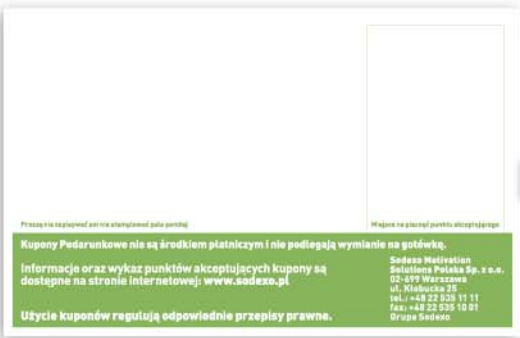 Proszę nie zapisywać ani nie stemplować pola poniżej
Miejsce na pieczęć punktu akceptującego
Kupony Podarunkowe nie są środkiem płatniczym i nie podlegają wymianie na gotówkę.
Informacje oraz wykaz punktów akceptujących kupony są
dostępne na stronie internetowej: www.sodexo.pl
Użycie kuponów regulują odpowiednie przepisy prawne.
Sodexo Motivation
Solutions Polska Sp. z o.o.
02-699 Warszawa
ul. Kłobucka 25
tel.: +48 22 535 11 11
fax: +48 22 535 10 01
Grupa Sodexo